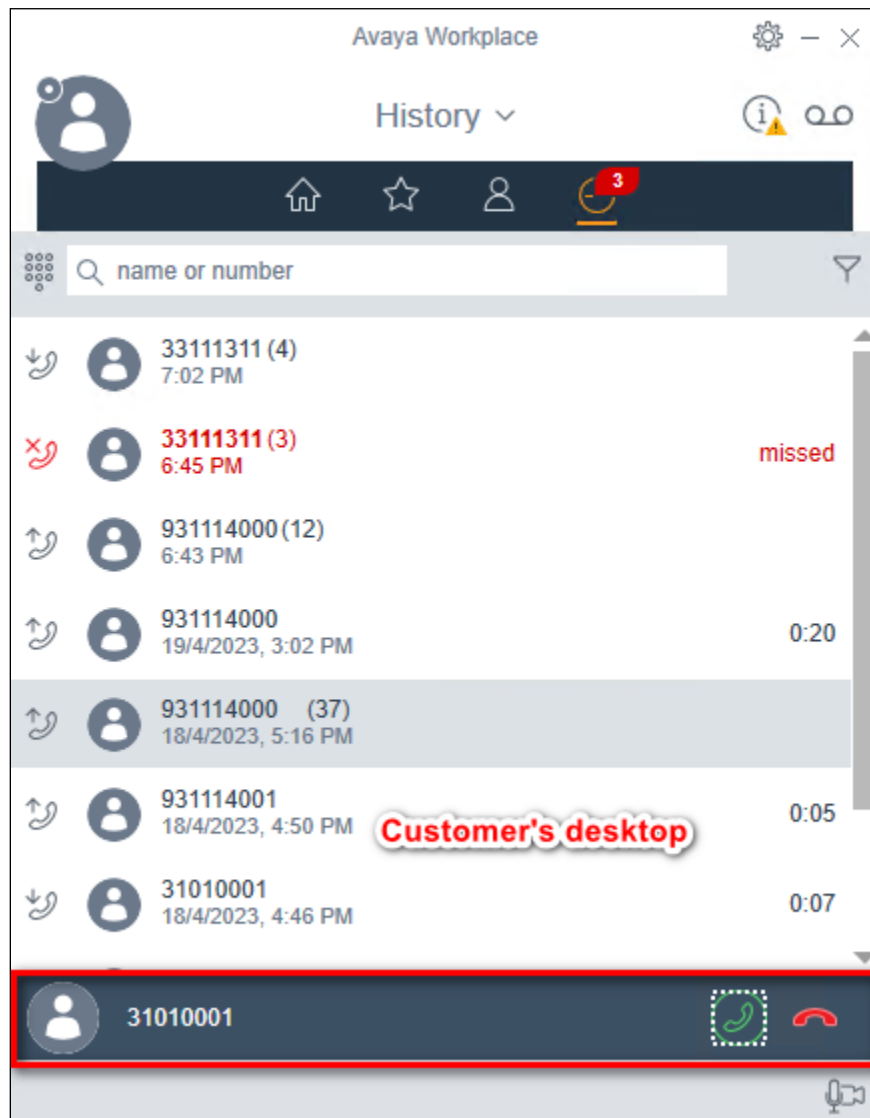 Avaya Workplace
History
3
name or number
33111311 (4)
7:02 PM
33111311 (3)
6:45 PM
missed
931114000 (12)
6:43 PM
931114000
19/4/2023, 3:02 PM
0:20
931114000 (37)
18/4/2023, 5:16 PM
931114001
18/4/2023, 4:50 PM
0:05
Customer's desktop
31010001
18/4/2023, 4:46 PM
0:07
31010001